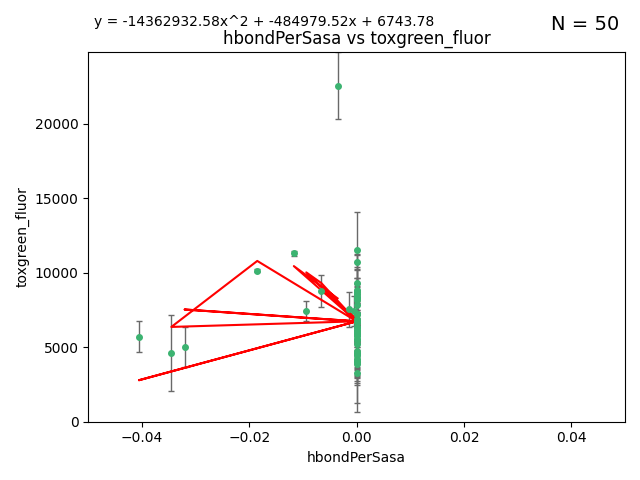 y = -14362932.58x^2 + -484979.52x + 6743.78
N = 50
hbondPerSasa vs toxgreen_fluor
toxgreen_fluor
20000
15000
10000
5000
0
−0.04
−0.02
0.00
0.02
0.04
hbondPerSasa